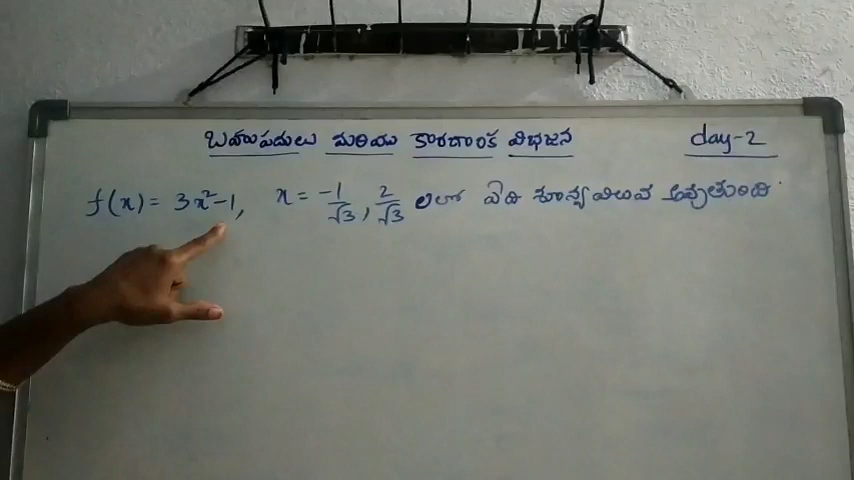 బహుపదులు మరియు కారణాంక విభజన day-2
f(x) = 3x²-1, x = -1/√3, 2/√3 లలో ఏది శూన్యవిలువ అవుతుంది.